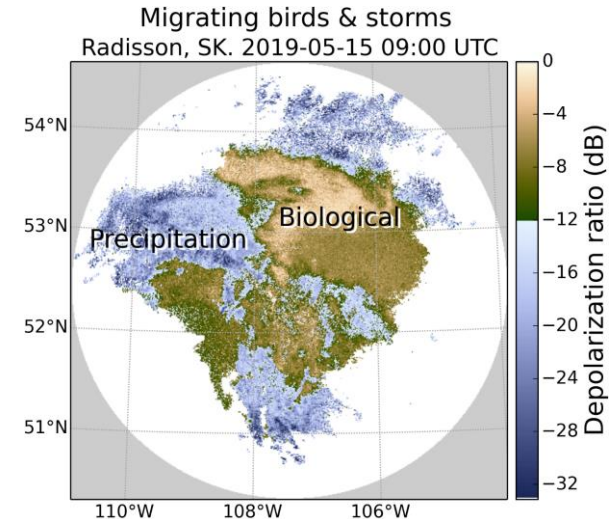 Migrating birds & storms
Radisson, SK. 2019-05-15 09:00 UTC
54°N
53°N
52°N
51°N
110°W
108°W
106°W
Biological
Precipitation
0
−4
−8
−12
−16
−20
−24
−28
−32
Depolarization ratio (dB)